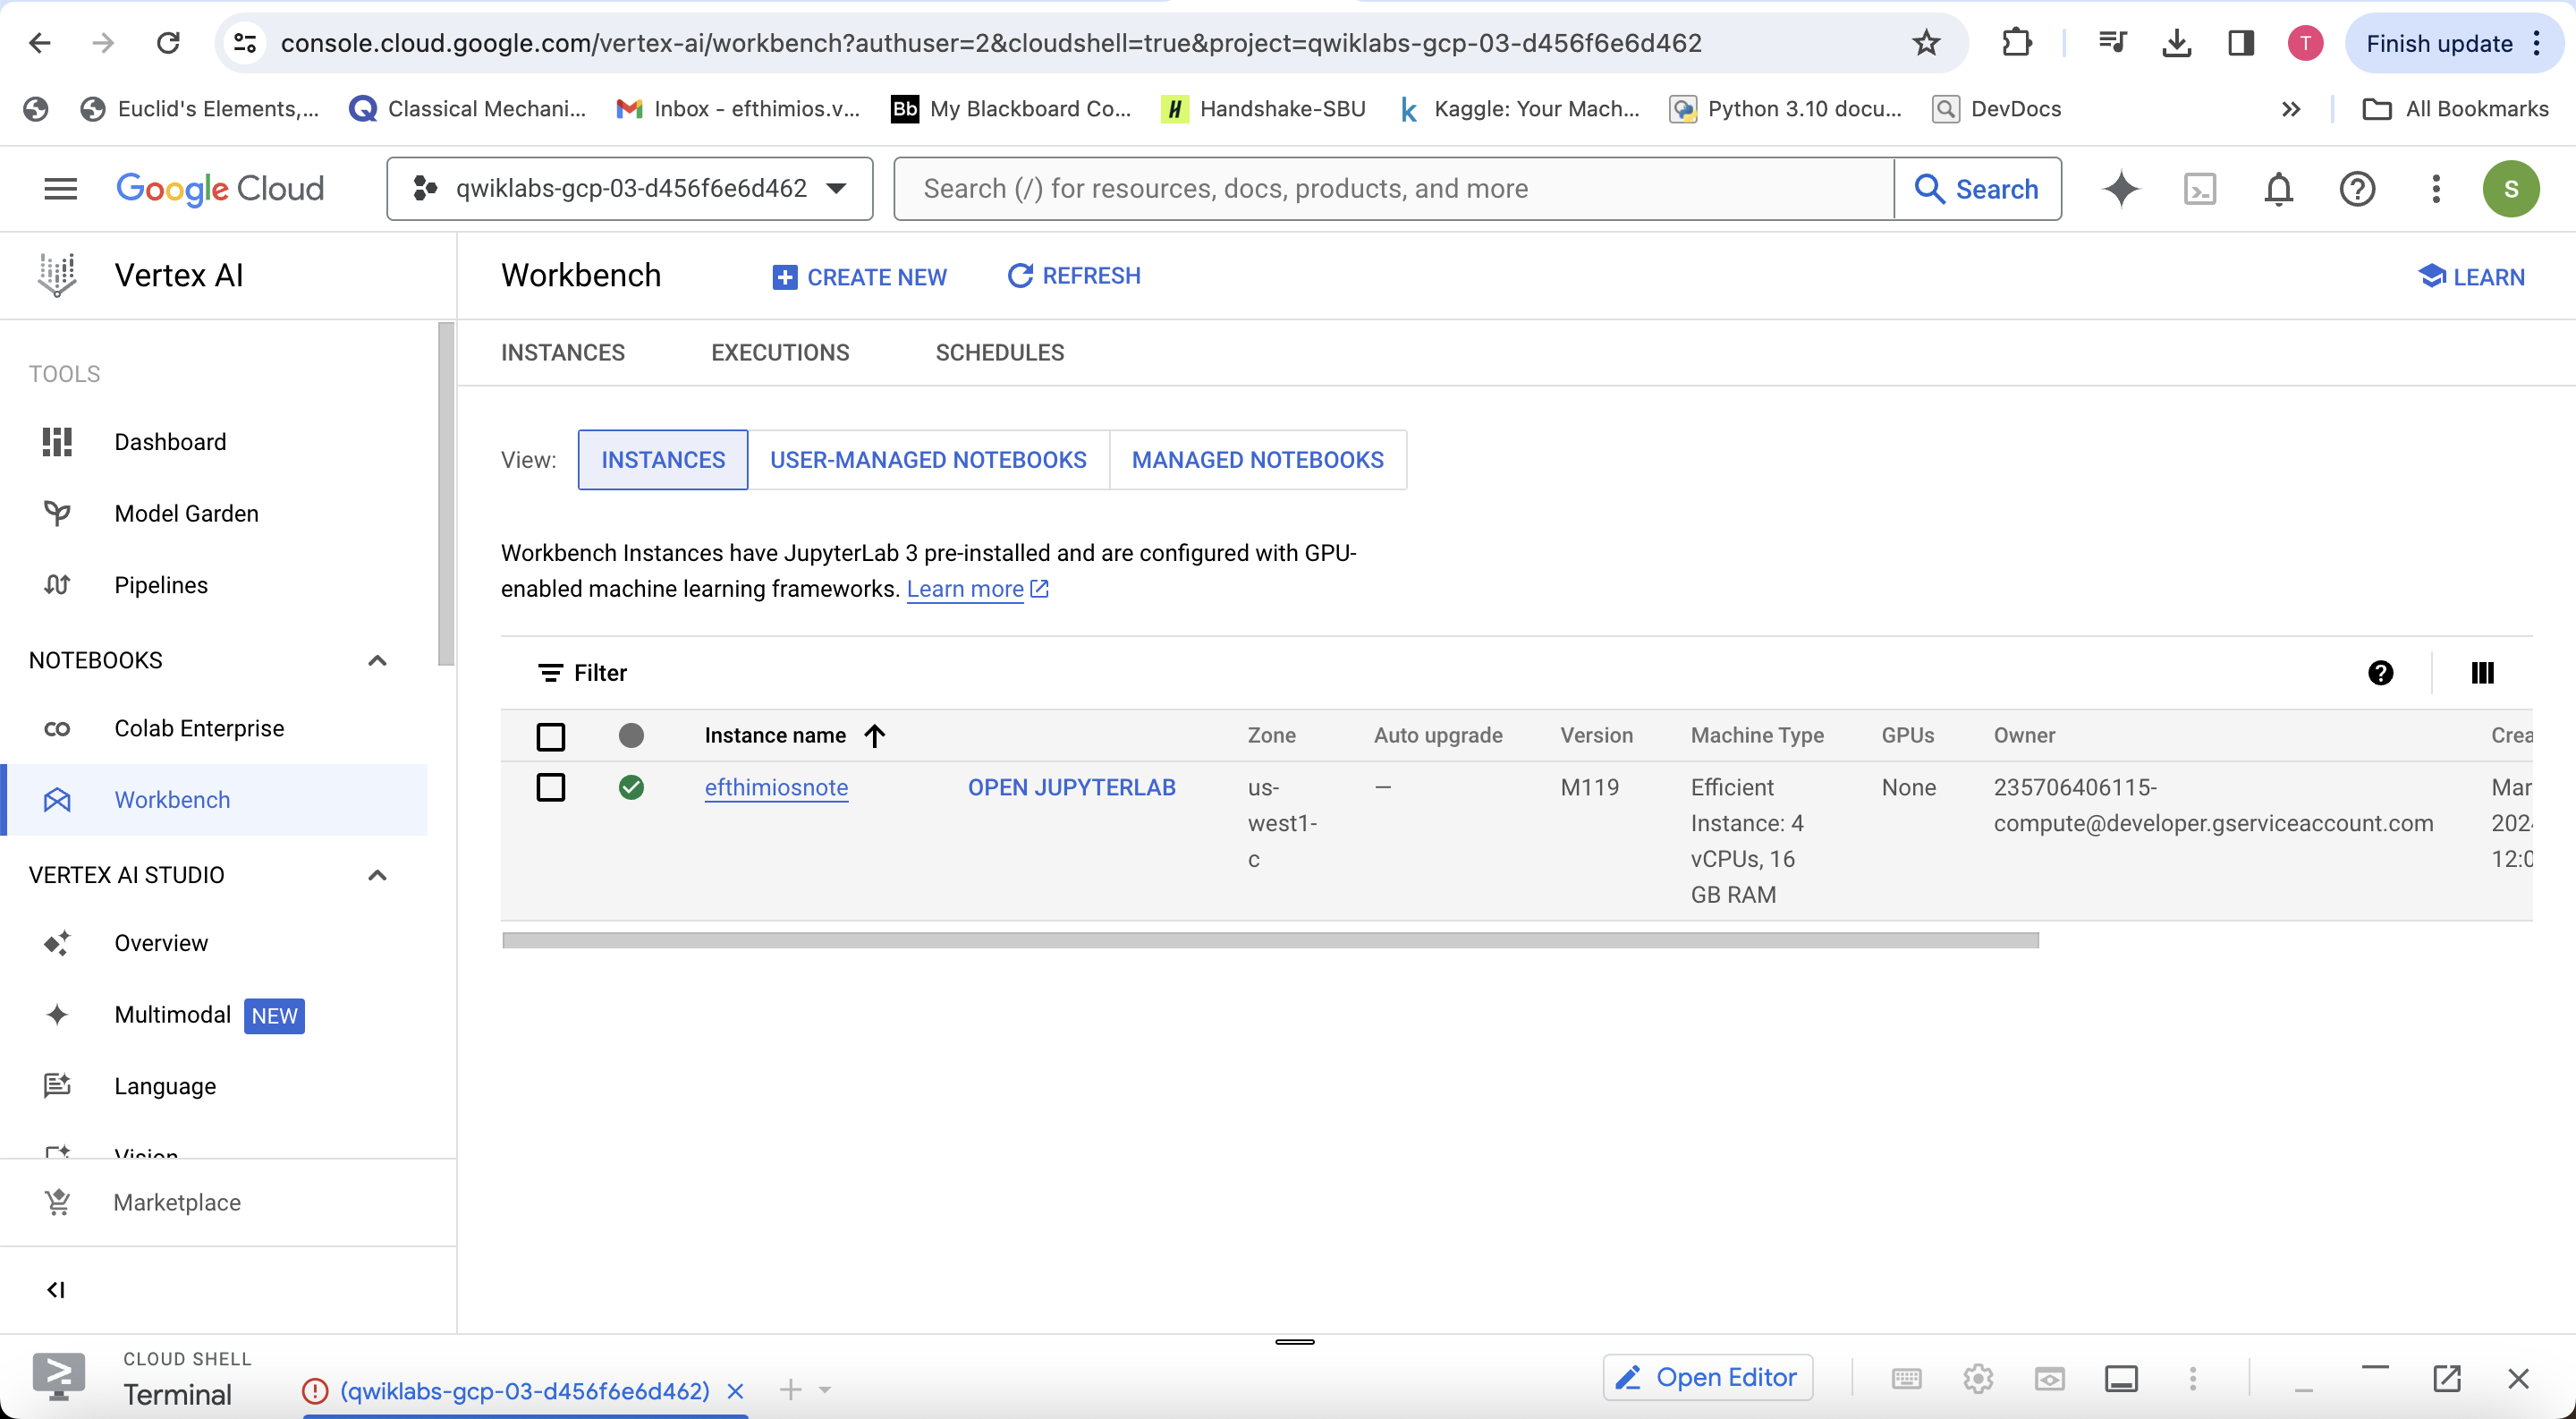 console.cloud.google.com/vertex-ai/workbench?authuser=2&cloudshell=true&project=qwiklabs-gcp-03-d456f6e6d462
T
Finish update
Euclid's Elements,...
Classical Mechani...
Inbox - efthimios.v...
Bb
My Blackboard Co...
H
Handshake-SBU
k
Kaggle: Your Mach...
Python 3.10 docu...
DevDocs
All Bookmarks
Google Cloud
qwiklabs-gcp-03-d456f6e6d462
Search (/) for resources, docs, products, and more
Search
S
Vertex AI
Workbench
CREATE NEW
REFRESH
LEARN
INSTANCES
EXECUTIONS
SCHEDULES
TOOLS
Dashboard
Model Garden
Pipelines
NOTEBOOKS
Colab Enterprise
Workbench
VERTEX AI STUDIO
Overview
Multimodal NEW
Language
Vision
Marketplace
View:
INSTANCES
USER-MANAGED NOTEBOOKS
MANAGED NOTEBOOKS
Workbench Instances have JupyterLab 3 pre-installed and are configured with GPU-
enabled machine learning frameworks. Learn more
Filter
Instance name
Zone
Auto upgrade
Version
Machine Type
GPUs
Owner
Crea
efthimiosnote
OPEN JUPYTERLAB
us-
west1-
c
—
M119
Efficient
Instance: 4
vCPUs, 16
GB RAM
None
235706406115-
compute@developer.gserviceaccount.com
Mar
202
12:0
CLOUD SHELL
Terminal
(qwiklabs-gcp-03-d456f6e6d462)
Open Editor